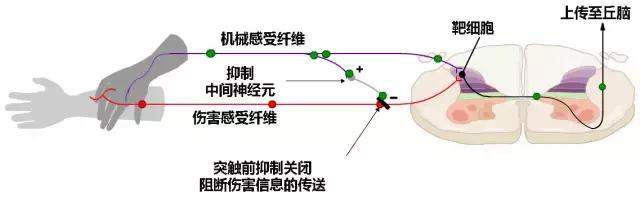 上传至丘脑
机械感受纤维
靶细胞
+
抑制
中间神经元
-
伤害感受纤维
突触前抑制关闭
阻断伤害信息的传送